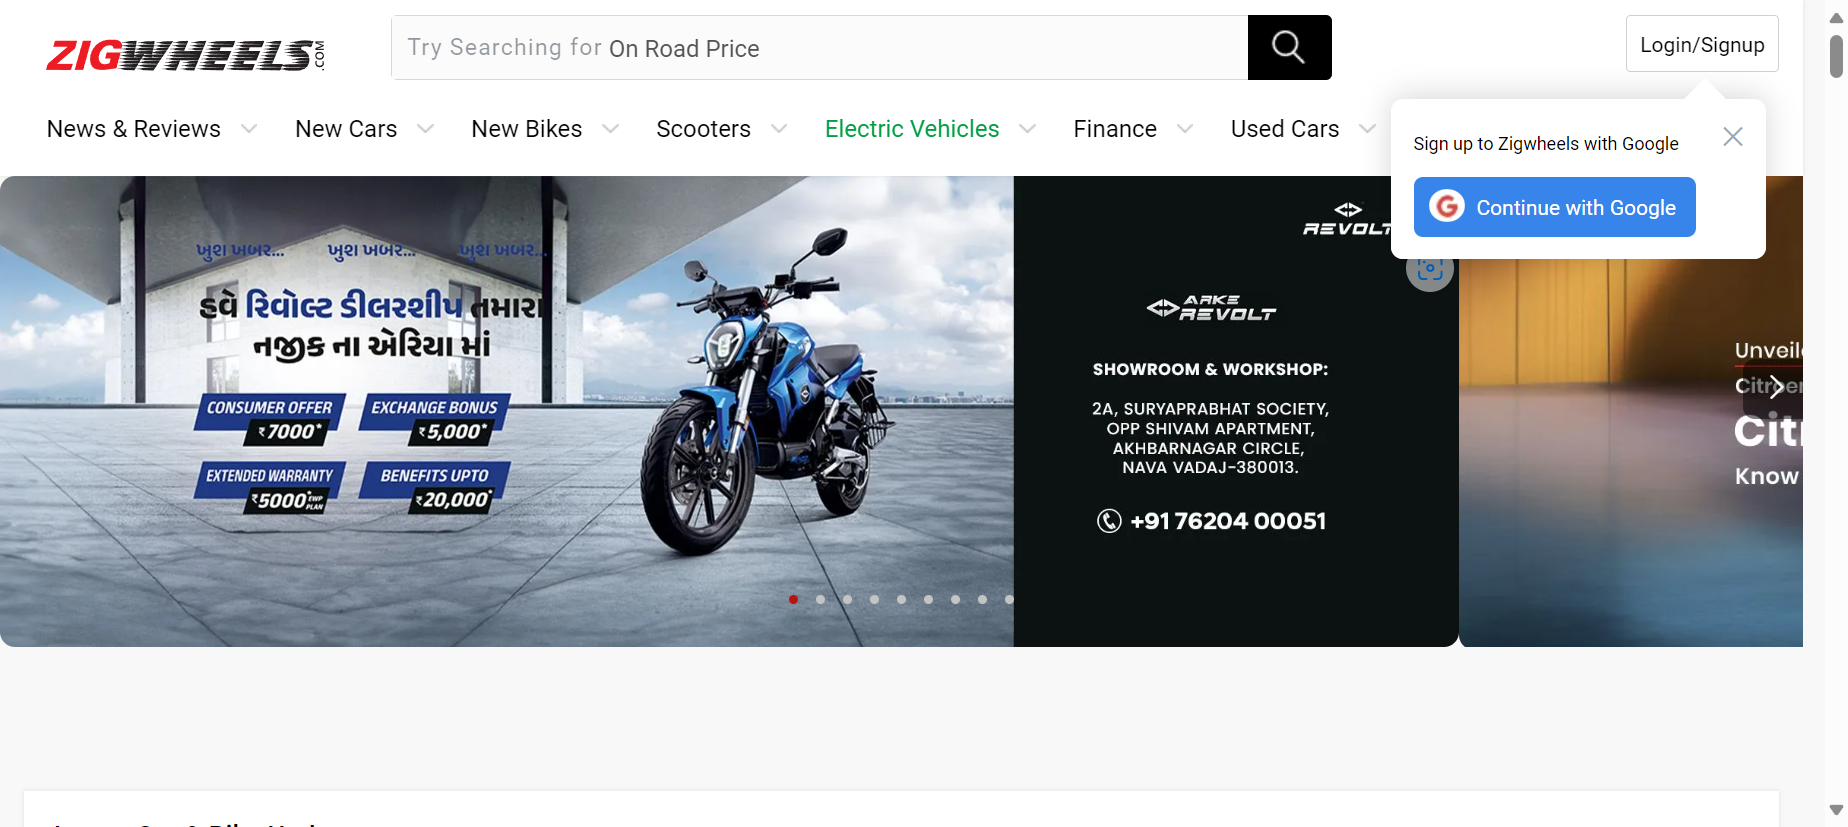 ZIGWHEELS.COM
Try Searching for On Road Price
Login/Signup
News & Reviews
New Cars
New Bikes
Scooters
Electric Vehicles
Finance
Used Cars
Sign up to Zigwheels with Google
Continue with Google
ખુશ ખબર... ખુશ ખબર... ખુશ ખબર...
હવે રિવોલ્ટ ડીલરશીપ તમારા
નજીક ના એરિયા માં
CONSUMER OFFER
₹7000*
EXCHANGE BONUS
₹5,000*
EXTENDED WARRANTY
₹5000* EWP PLAN
BENEFITS UPTO
₹20,000*
REVOLT
ARKE
REVOLT
SHOWROOM & WORKSHOP:
2A, SURYAPRABHAT SOCIETY,
OPP SHIVAM APARTMENT,
AKHBARNAGAR CIRCLE,
NAVA VADAJ-380013.
+91 76204 00051
Know